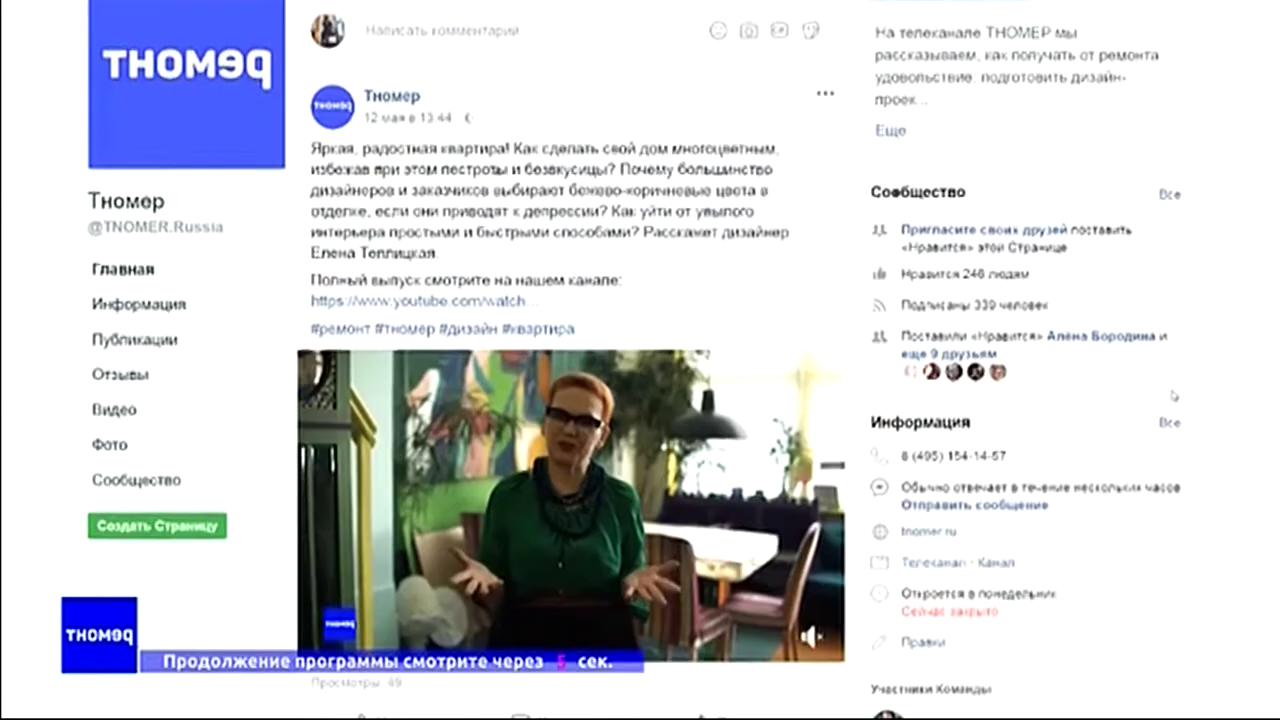 ТНОМЭР
Тномер
@TNOMER.Russia
Главная
Информация
Публикации
Отзывы
Видео
Фото
Сообщество
Создать Страницу
Написать комментарий
Тномер
12 мая в 13:44
Яркая, радостная квартира! Как сделать свой дом многоцветным,
избежав при этом пестроты и безвкусицы? Почему большинство
дизайнеров и заказчиков выбирают бежево-коричневые цвета в
отделке, если они приводят к депрессии? Как уйти от унылого
интерьера простыми и быстрыми способами? Расскажет дизайнер
Елена Теплицкая.
Полный выпуск смотрите на нашем канале:
https://www.youtube.com/watch...
#ремонт #тномер #дизайн #квартира
Просмотры: 49
На телеканале ТНОМЕР мы
рассказываем, как получать от ремонта
удовольствие, подготовить дизайн-
проек...
Еще
Сообщество Все
Пригласите своих друзей поставить
«Нравится» этой Странице
Нравится 246 людям
Подписаны 339 человек
Поставили «Нравится» Алена Бородина и
еще 9 друзьям
Информация Все
8 (495) 154-14-57
Обычно отвечает в течение нескольких часов
Отправить сообщение
tnomer.ru
Телеканал · Канал
Откроется в понедельник
Сейчас закрыто
Правки
Участники Команды
ТНОМЭР
Продолжение программы смотрите через 5 сек.